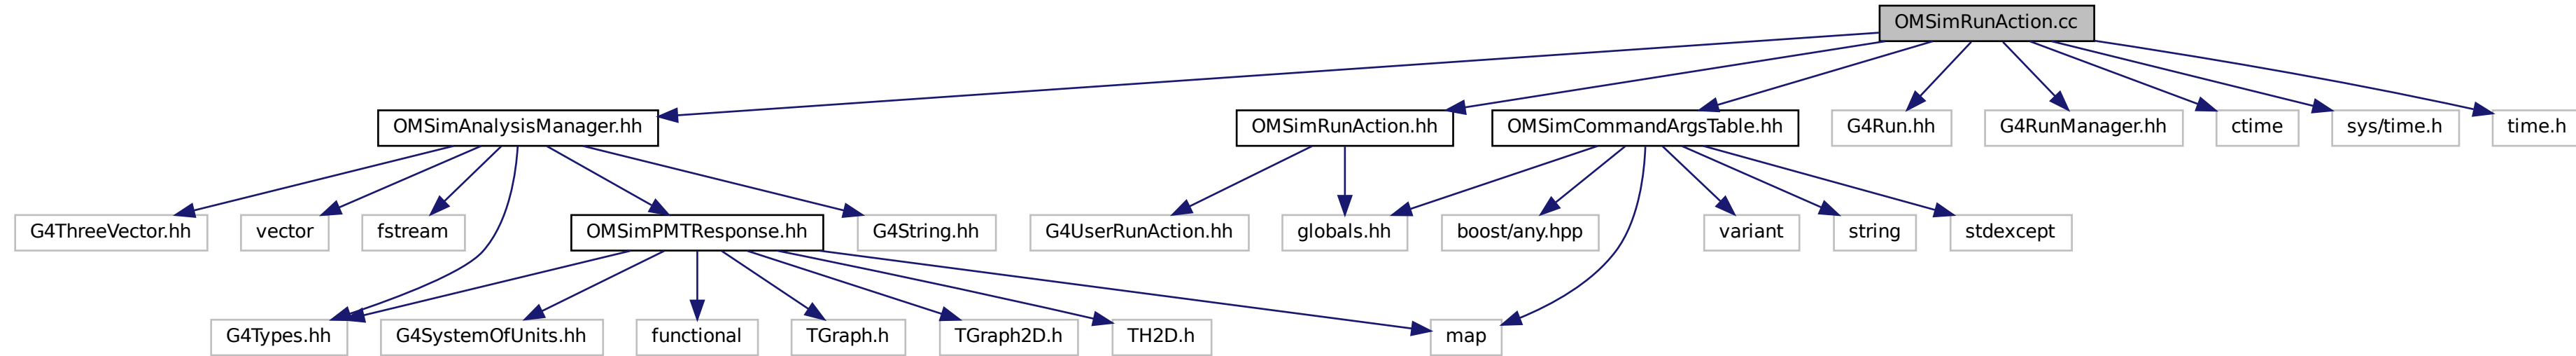 OMSimRunAction.cc
OMSimAnalysisManager.hh
OMSimRunAction.hh
OMSimCommandArgsTable.hh
G4Run.hh
G4RunManager.hh
ctime
sys/time.h
time.h
G4ThreeVector.hh
vector
fstream
OMSimPMTResponse.hh
G4String.hh
G4UserRunAction.hh
globals.hh
boost/any.hpp
variant
string
stdexcept
G4Types.hh
G4SystemOfUnits.hh
functional
TGraph.h
TGraph2D.h
TH2D.h
map